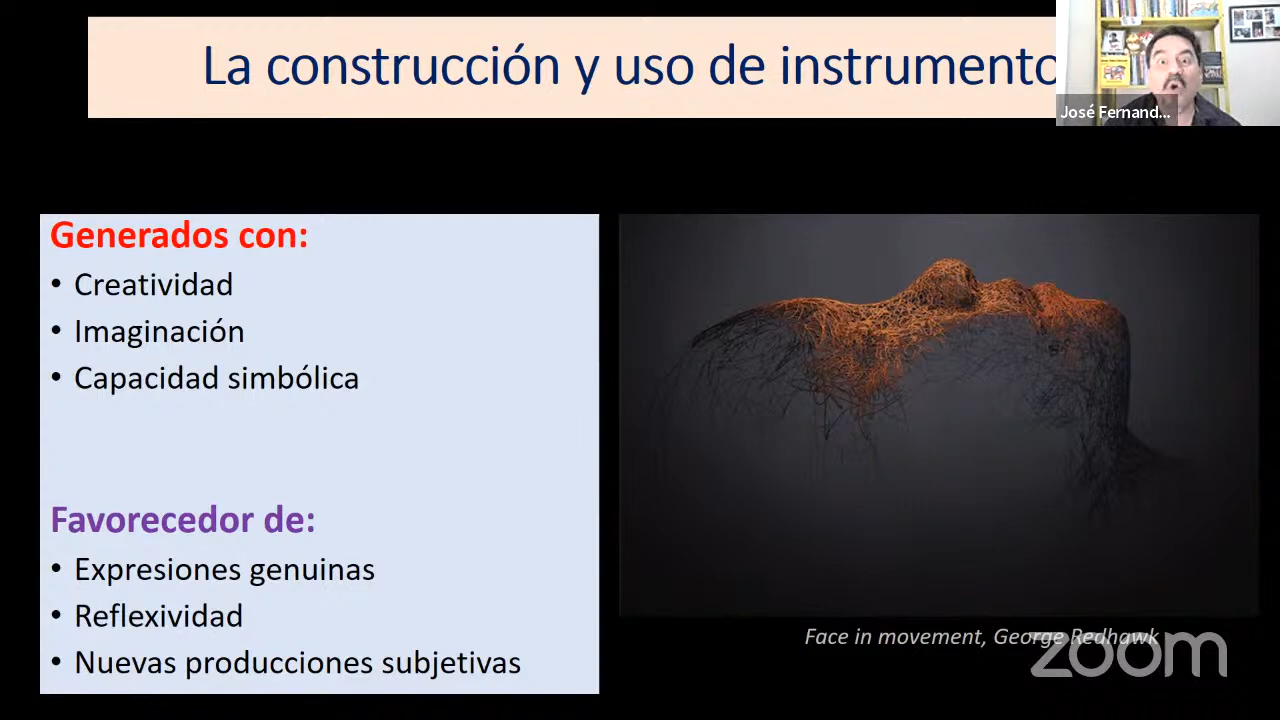 La construcción y uso de instrumento
José Fernand...
Generados con:
• Creatividad
• Imaginación
• Capacidad simbólica
Favorecedor de:
• Expresiones genuinas
• Reflexividad
• Nuevas producciones subjetivas
Face in movement, George Redhawk
zoom